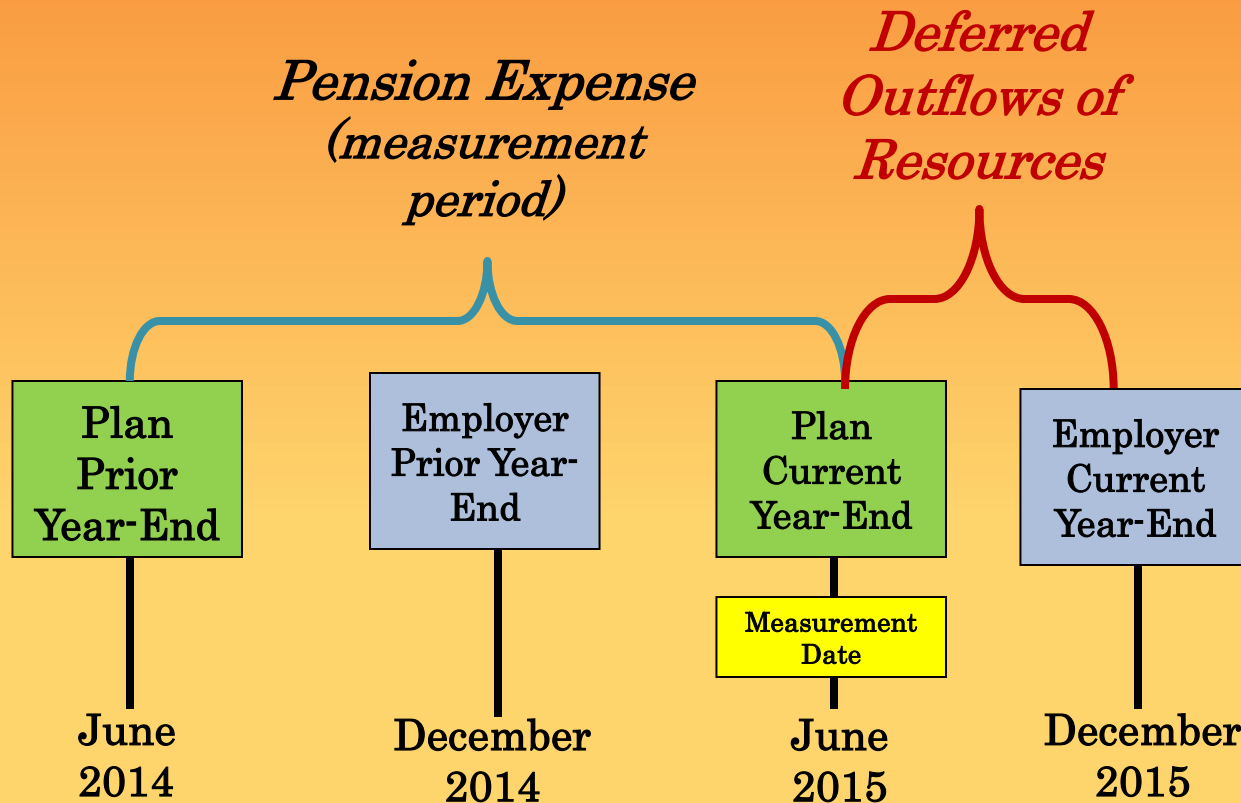 Pension Expense
(measurement
period)
Deferred
Outflows of
Resources
Plan
Prior
Year-End
Employer
Prior Year-
End
Plan
Current
Year-End
Employer
Current
Year-End
Measurement
Date
June
2014
December
2014
June
2015
December
2015